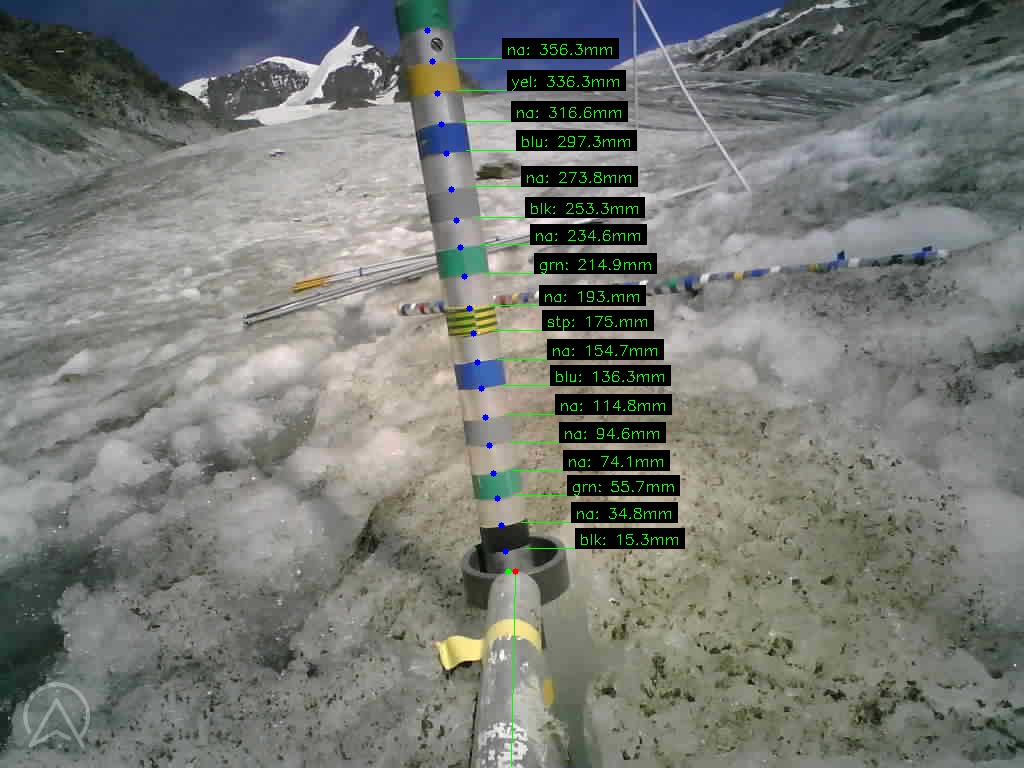 na: 356.3mm
yel: 336.3mm
na: 316.6mm
blu: 297.3mm
na: 273.8mm
blk: 253.3mm
na: 234.6mm
grn: 214.9mm
na: 193.mm
stp: 175.mm
na: 154.7mm
blu: 136.3mm
na: 114.8mm
na: 94.6mm
na: 74.1mm
grn: 55.7mm
na: 34.8mm
blk: 15.3mm